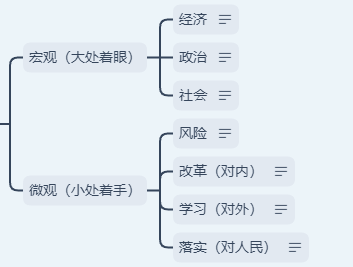 经济
宏观（大处着眼）
政治
社会
风险
改革（对内）
微观（小处着手）
学习（对外）
落实（对人民）